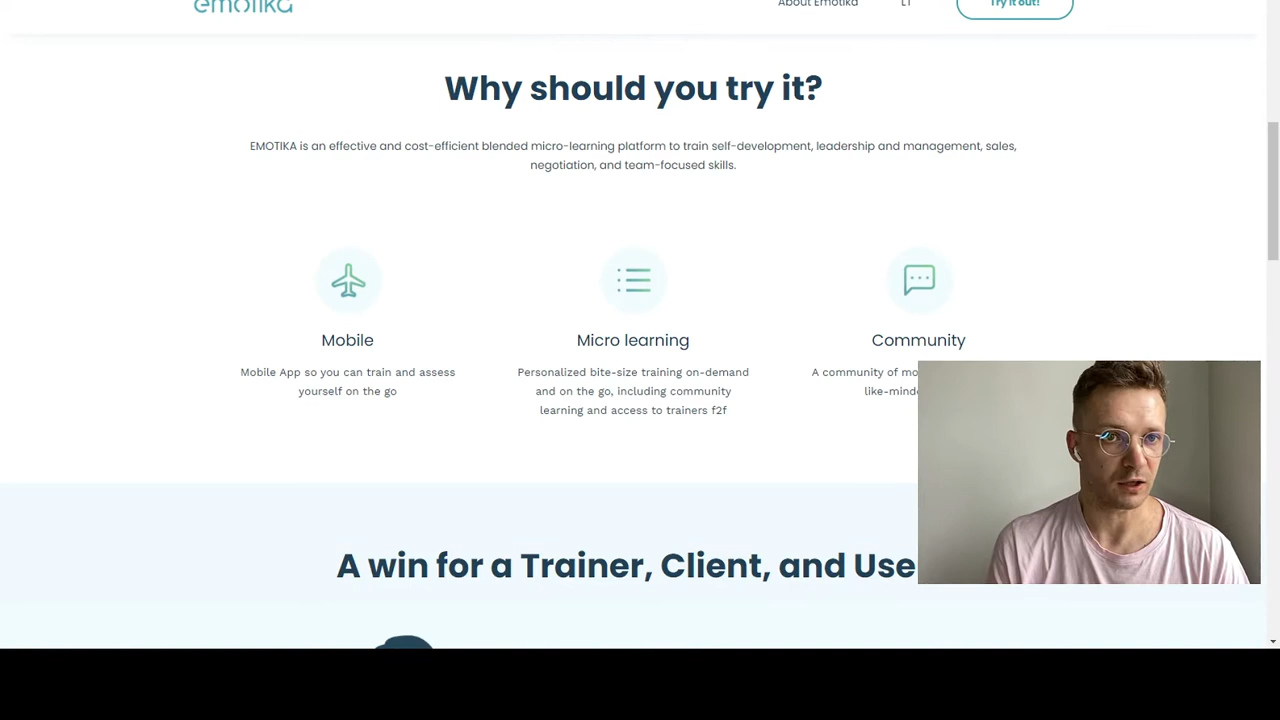 emotika
About Emotika
LT
Try it out!
Why should you try it?
EMOTIKA is an effective and cost-efficient blended micro-learning platform to train self-development, leadership and management, sales,
negotiation, and team-focused skills.
Mobile
Mobile App so you can train and assess
yourself on the go
Micro learning
Personalized bite-size training on-demand
and on the go, including community
learning and access to trainers f2f
Community
A community of
A win for a Trainer, Client, and